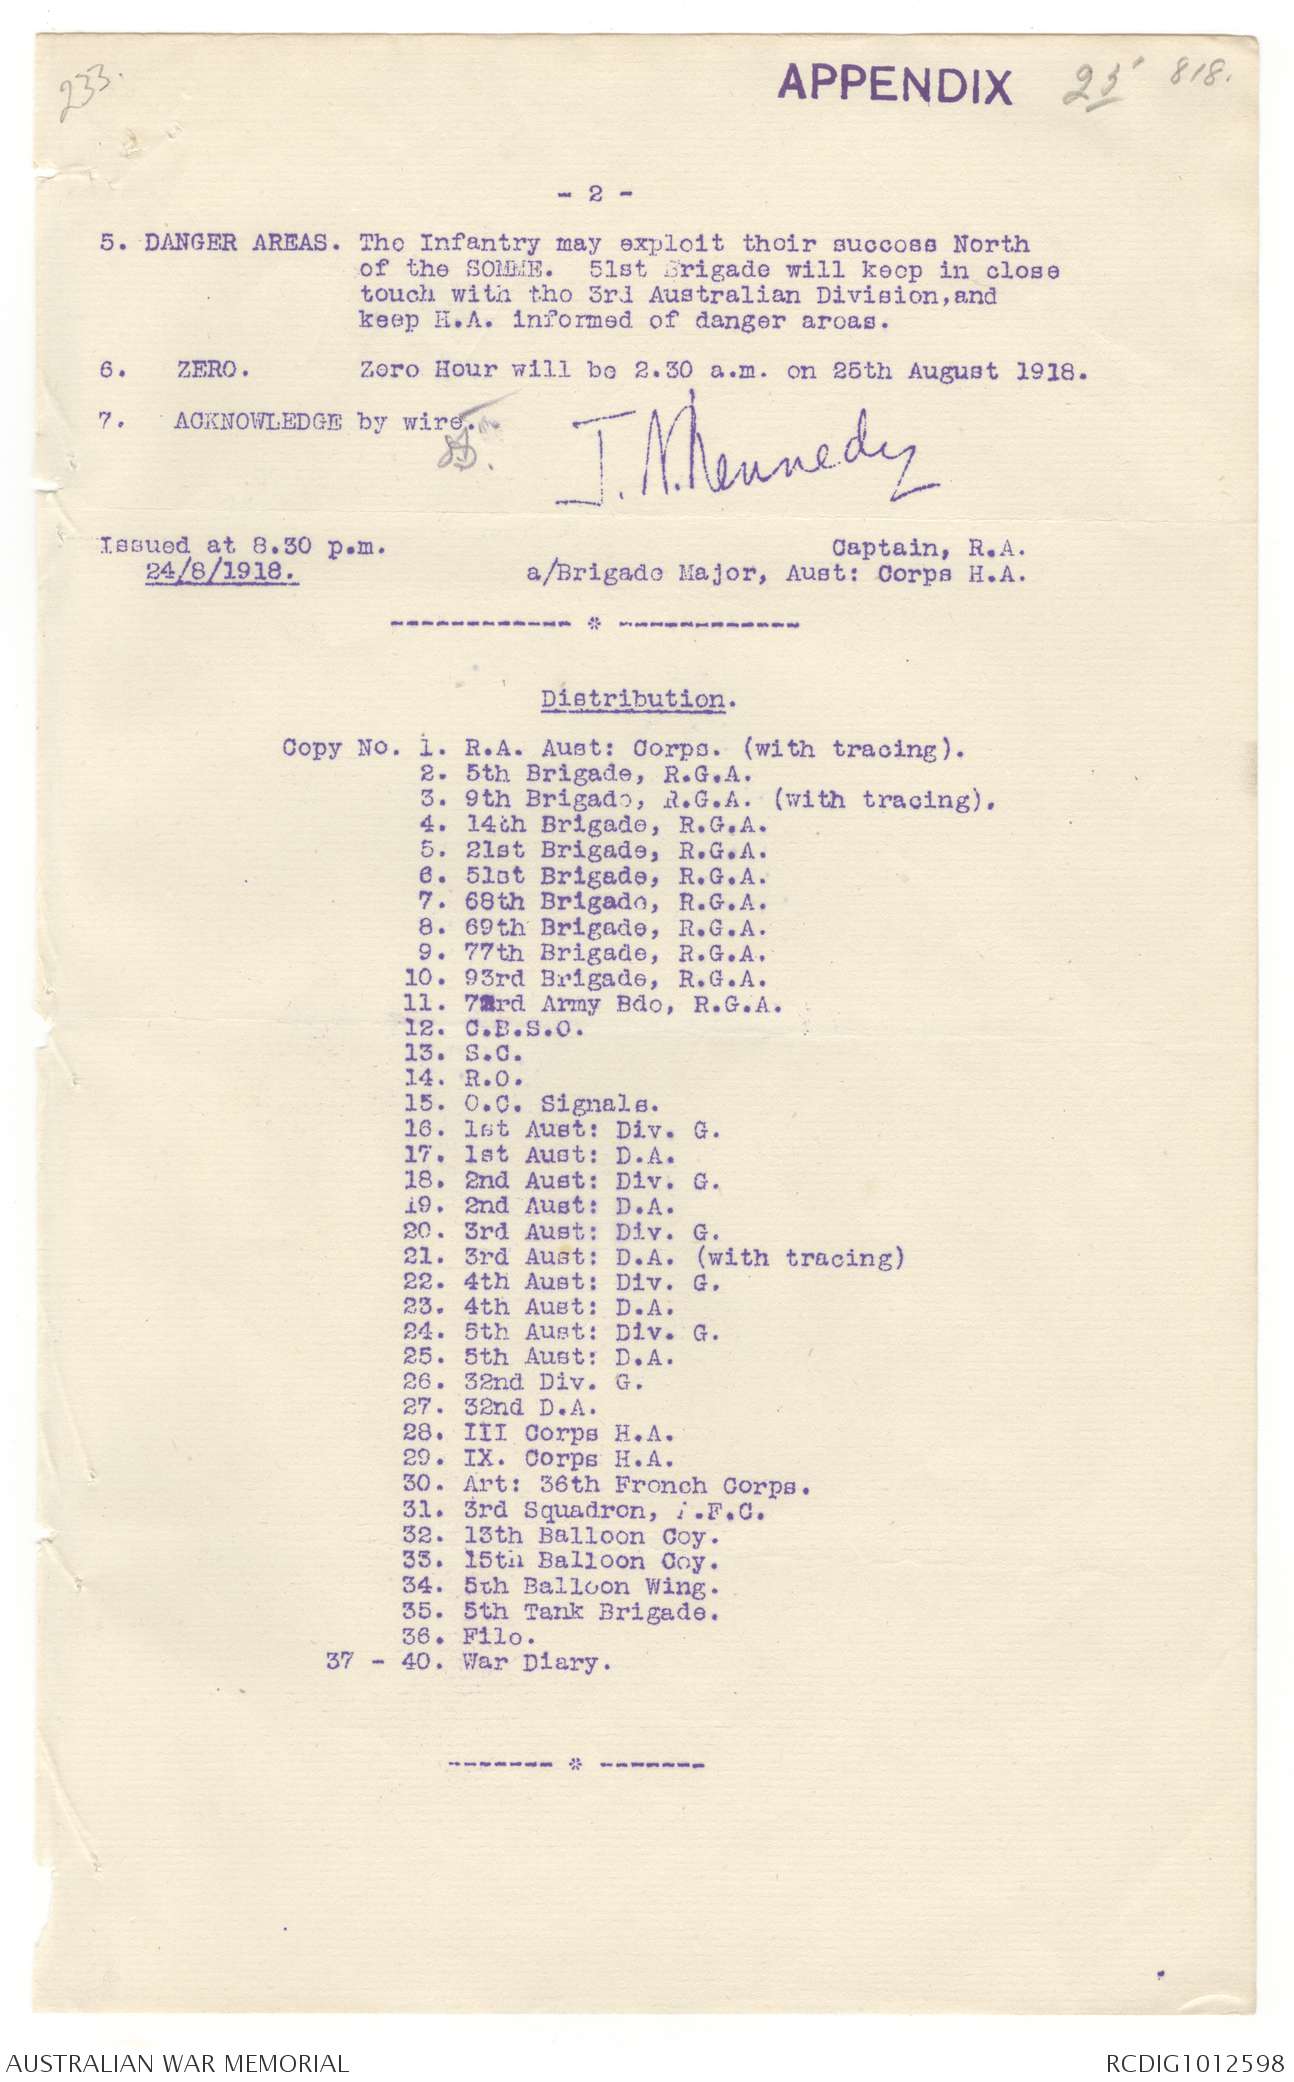 233.
APPENDIX 23' 818.
- 2 -
5. DANGER AREAS. The Infantry may exploit their success North
of the SOMME. 51st Brigade will keep in close
touch with the 3rd Australian Division,and
keep H.A. informed of danger areas.
6. ZERO. Zero Hour will be 2.30 a.m. on 25th August 1918.
7. ACKNOWLEDGE by wire.
J. N. Kennedy
Issued at 8.30 p.m. Captain, R.A.
24/8/1918. a/Brigade Major, Aust: Corps H.A.
------------ * ------------
Distribution.
Copy No. 1. R.A. Aust: Corps. (with tracing).
2. 5th Brigade, R.G.A.
3. 9th Brigade, R.G.A. (with tracing).
4. 14th Brigade, R.G.A.
5. 21st Brigade, R.G.A.
6. 51st Brigade, R.G.A.
7. 68th Brigade, R.G.A.
8. 69th Brigade, R.G.A.
9. 77th Brigade, R.G.A.
10. 93rd Brigade, R.G.A.
11. 73rd Army Bde, R.G.A.
12. C.B.S.O.
13. S.C.
14. R.O.
15. O.C. Signals.
16. 1st Aust: Div. G.
17. 1st Aust: D.A.
18. 2nd Aust: Div. G.
19. 2nd Aust: D.A.
20. 3rd Aust: Div. G.
21. 3rd Aust: D.A. (with tracing)
22. 4th Aust: Div. G.
23. 4th Aust: D.A.
24. 5th Aust: Div. G.
25. 5th Aust: D.A.
26. 32nd Div. G.
27. 32nd D.A.
28. III Corps H.A.
29. IX. Corps H.A.
30. Art: 36th French Corps.
31. 3rd Squadron, A.F.C.
32. 13th Balloon Coy.
33. 15th Balloon Coy.
34. 5th Balloon Wing.
35. 5th Tank Brigade.
36. File.
37 - 40. War Diary.
------- * -------
AUSTRALIAN WAR MEMORIAL RCDIG1012598